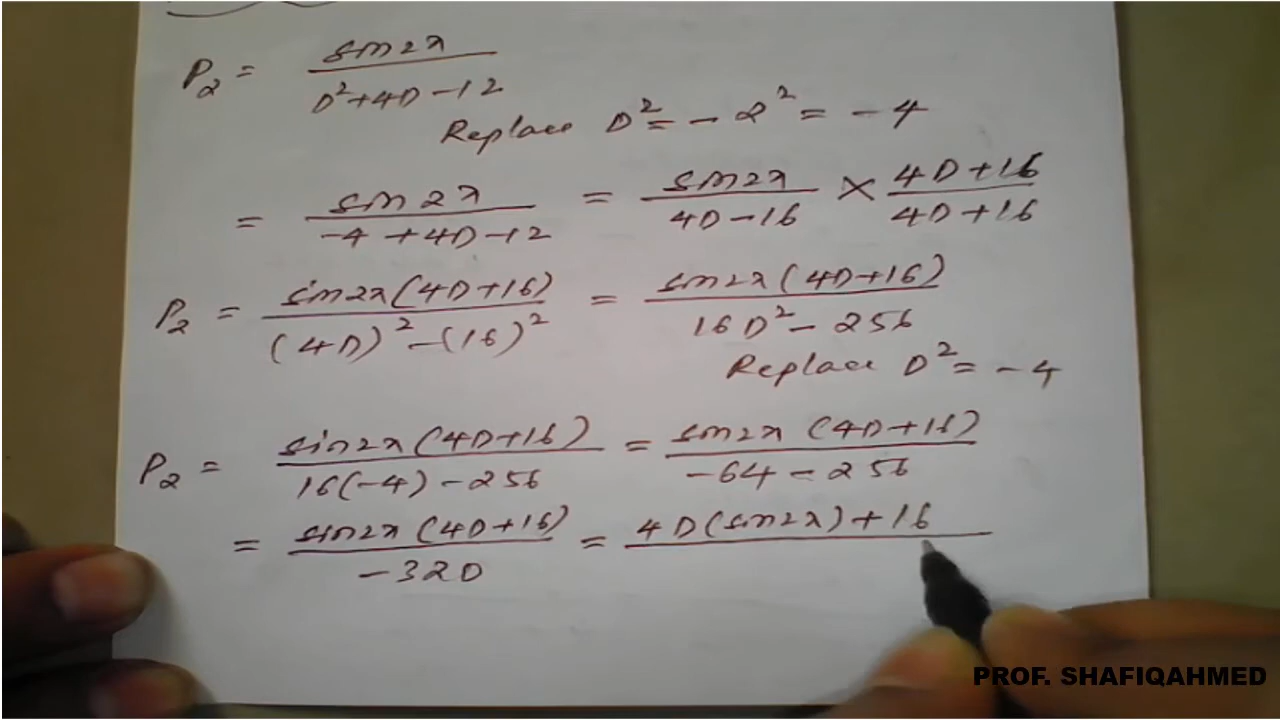 P₂ = sin2x / D²+4D-12
Replace D² = -2² = -4
= sin2x / -4+4D-12 = sin2x / 4D-16 × 4D+16 / 4D+16
P₂ = sin2x(4D+16) / (4D)²-(16)² = sin2x(4D+16) / 16D²-256
Replace D² = -4
P₂ = sin2x(4D+16) / 16(-4)-256 = sin2x(4D+16) / -64-256
= sin2x(4D+16) / -320 = 4D(sin2x)+16
PROF. SHAFIQAHMED